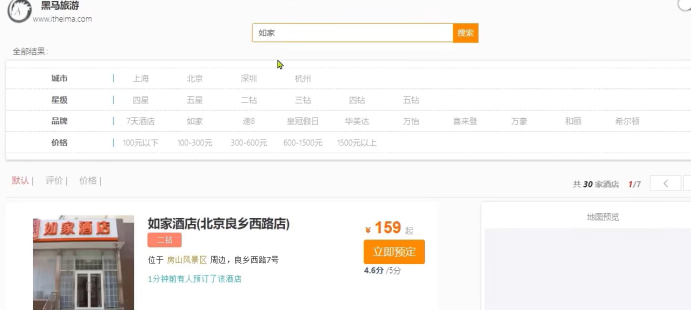 黑马旅游
www.itheima.com
如家 搜索
全部结果:
城市 | 上海 北京 深圳 杭州
星级 | 四星 五星 二钻 三钻 四钻 五钻
品牌 | 7天酒店 如家 速8 皇冠假日 华美达 万怡 喜来登 万豪 和颐 希尔顿
价格 | 100元以下 100-300元 300-600元 600-1500元 1500元以上
默认 | 评价 | 价格 |
共 30 家酒店 1/7
如家酒店(北京良乡西路店)
二钻
位于 房山风景区 周边，良乡西路7号
1分钟前有人预订了该酒店
¥ 159 起
立即预定
4.6分 /5分
地图预览
如家酒店